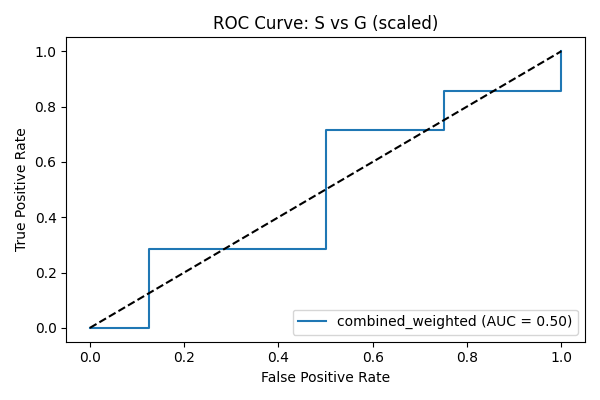 ROC Curve: S vs G (scaled)
True Positive Rate
1.0
0.8
0.6
0.4
0.2
0.0
combined_weighted (AUC = 0.50)
0.0 0.2 0.4 0.6 0.8 1.0
False Positive Rate